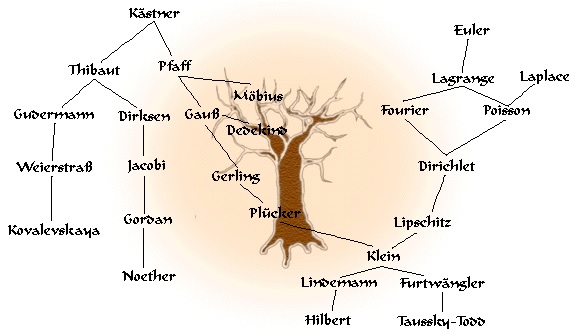 Kästner
Euler
Thibaut
Pfaff
Lagrange
Laplace
Möbius
Gudermann
Dirksen
Gauß
Dedekind
Fourier
Poisson
Weierstraß
Jacobi
Gerling
Dirichlet
Kovalevskaya
Gordan
Plücker
Lipschitz
Klein
Noether
Lindemann
Furtwängler
Hilbert
Taussky-Todd